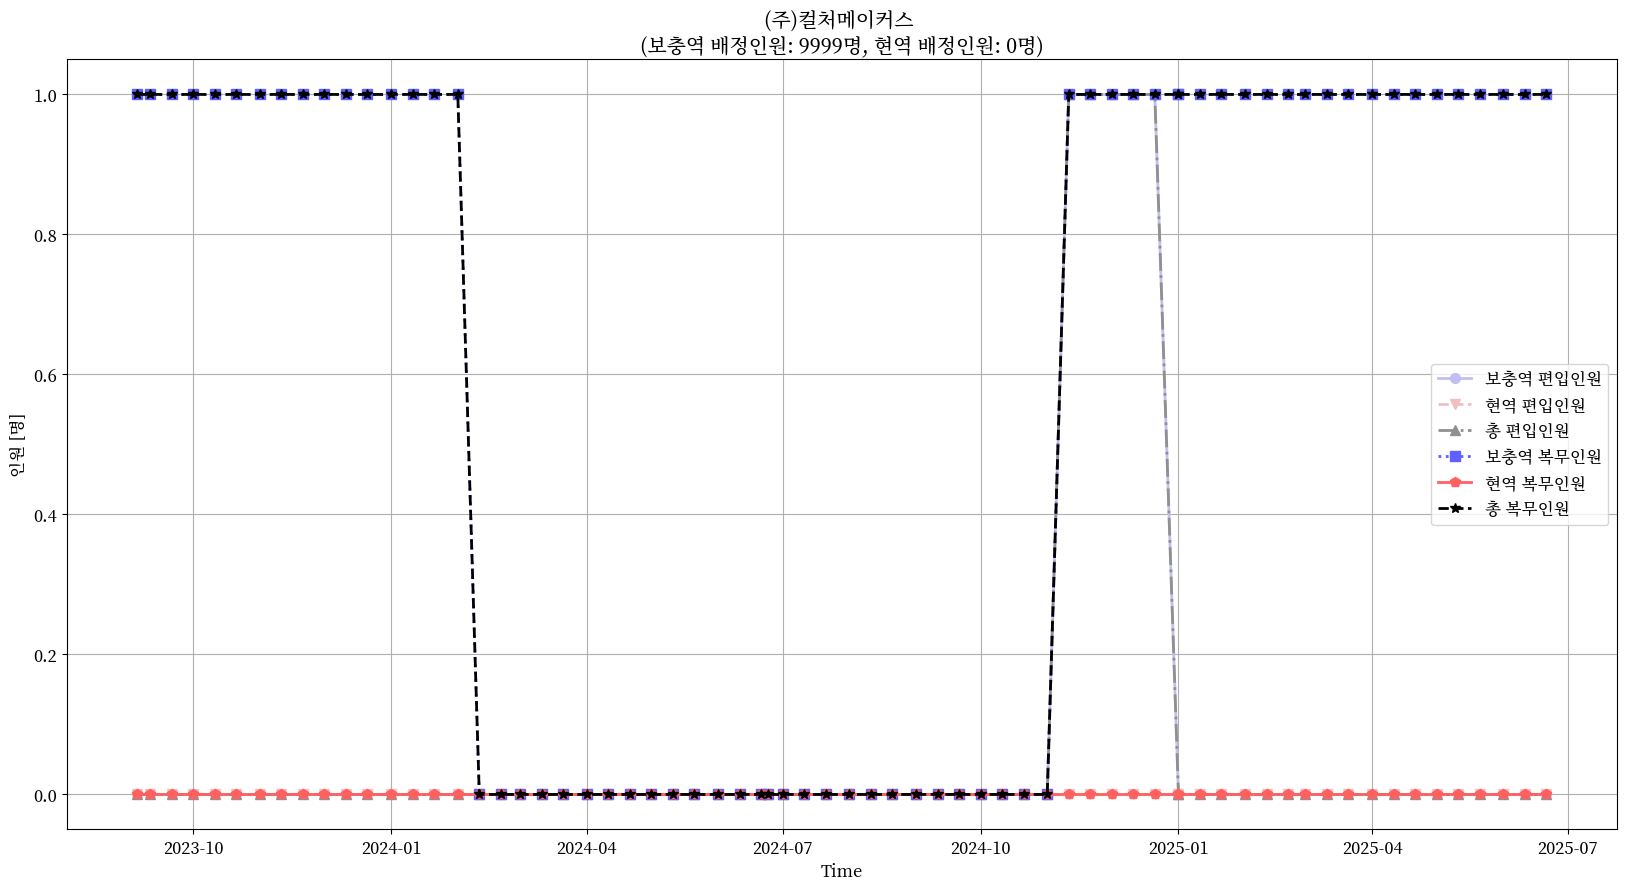 (주)컬처메이커스
(보충역 배정인원: 9999명, 현역 배정인원: 0명)
인원 [명]
1.0
0.8
0.6
0.4
0.2
0.0
보충역 편입인원
현역 편입인원
총 편입인원
보충역 복무인원
현역 복무인원
총 복무인원
2023-10 2024-01 2024-04 2024-07 2024-10 2025-01 2025-04 2025-07
Time